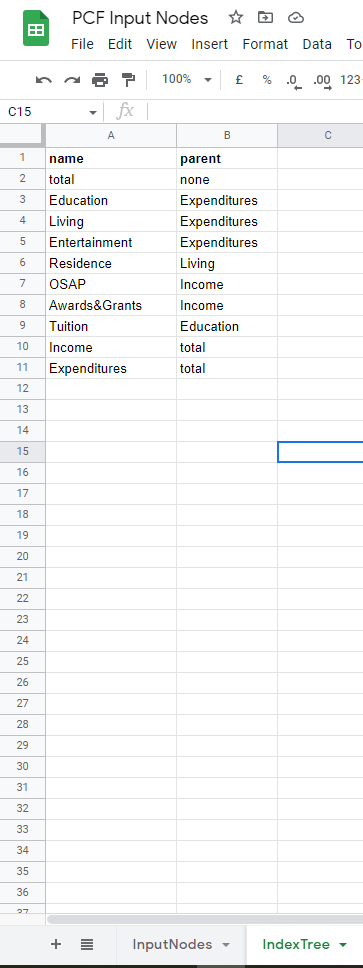 PCF Input Nodes
File Edit View Insert Format Data To
100% £ % .0 .00 123
C15 fx
A B C
1 name parent
2 total none
3 Education Expenditures
4 Living Expenditures
5 Entertainment Expenditures
6 Residence Living
7 OSAP Income
8 Awards&Grants Income
9 Tuition Education
10 Income total
11 Expenditures total
12
13
14
15
16
17
18
19
20
21
22
23
24
25
26
27
28
29
30
31
32
33
34
35
36
37
+ InputNodes IndexTree